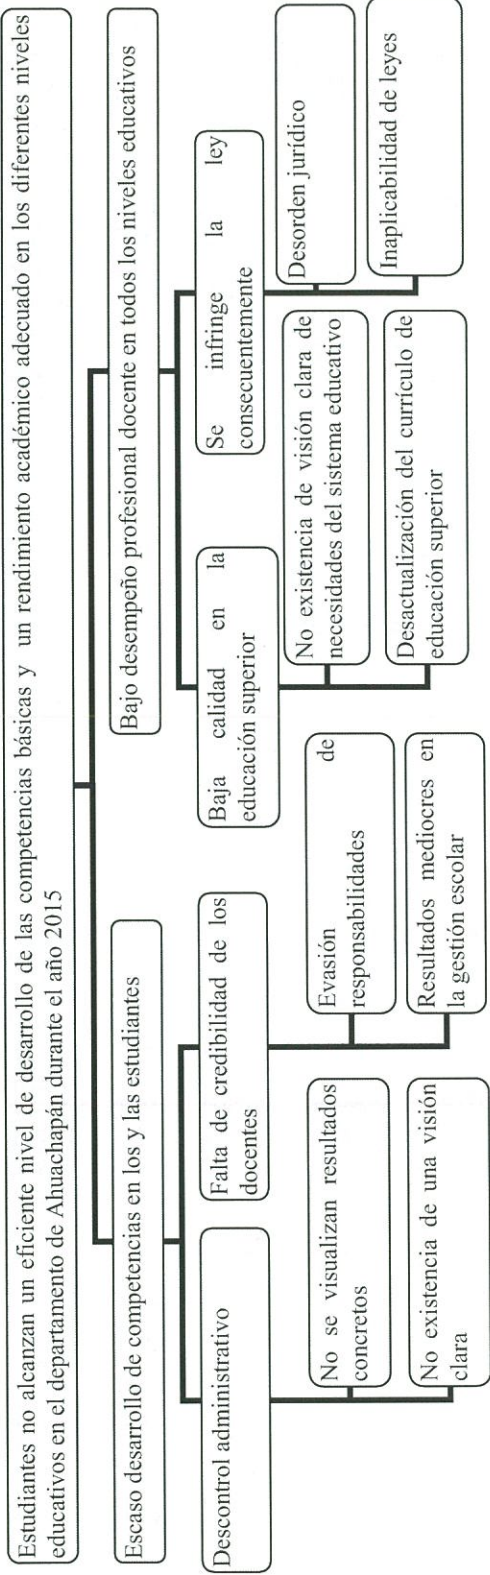 Estudiantes no alcanzan un eficiente nivel de desarrollo de las competencias básicas y un rendimiento académico adecuado en los diferentes niveles
educativos en el departamento de Ahuachapán durante el año 2015
Escaso desarrollo de competencias en los y las estudiantes
Descontrol administrativo
No se visualizan resultados
concretos
No existencia de una visión
clara
Falta de credibilidad de los
docentes
Evasión de
responsabilidades
Resultados mediocres en
la gestión escolar
Bajo desempeño profesional docente en todos los niveles educativos
Baja calidad en la
educación superior
No existencia de visión clara de
necesidades del sistema educativo
Desactualización del currículo de
educación superior
Se infringe la ley
consecuentemente
Desorden jurídico
Inaplicabilidad de leyes